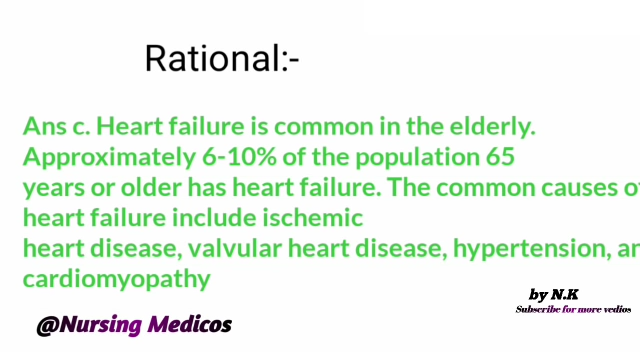 Rational:-
Ans c. Heart failure is common in the elderly.
Approximately 6-10% of the population 65
years or older has heart failure. The common causes of
heart failure include ischemic
heart disease, valvular heart disease, hypertension,
cardiomyopathy
by N.K
Subscribe for more vedios
@Nursing Medicos